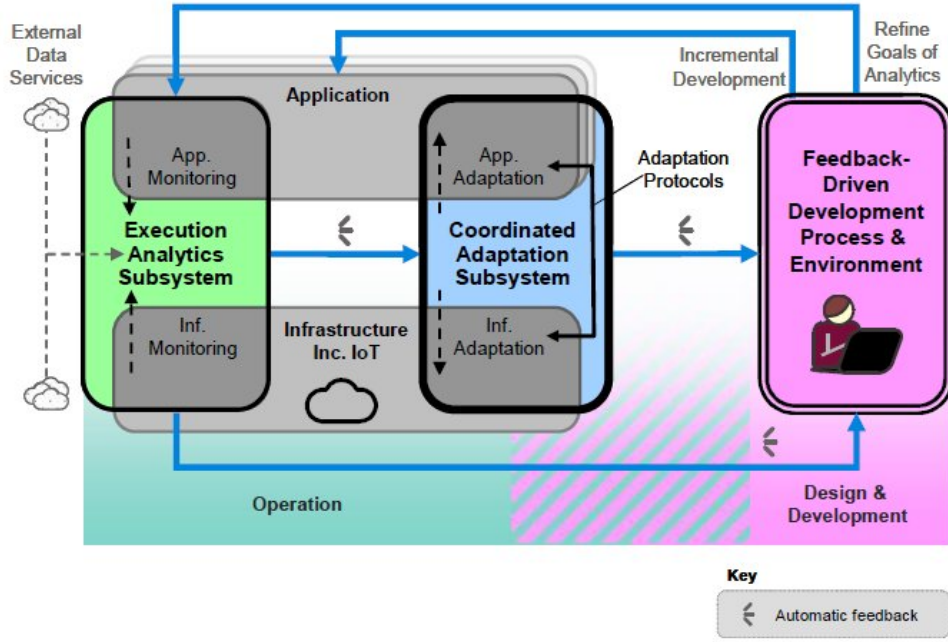 External
Data
Services
Incremental
Development
Refine
Goals of
Analytics
Application
App.
Monitoring
App.
Adaptation
Adaptation
Protocols
Feedback-
Driven
Development
Process &
Environment
Execution
Analytics
Subsystem
Coordinated
Adaptation
Subsystem
Inf.
Monitoring
Infrastructure
Inc. IoT
Inf.
Adaptation
Operation
Design &
Development
Key
Automatic feedback